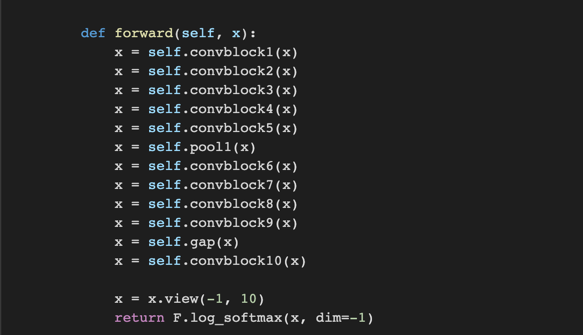 def forward(self, x):
    x = self.convblock1(x)
    x = self.convblock2(x)
    x = self.convblock3(x)
    x = self.convblock4(x)
    x = self.convblock5(x)
    x = self.pool1(x)
    x = self.convblock6(x)
    x = self.convblock7(x)
    x = self.convblock8(x)
    x = self.convblock9(x)
    x = self.gap(x)
    x = self.convblock10(x)

    x = x.view(-1, 10)
    return F.log_softmax(x, dim=-1)